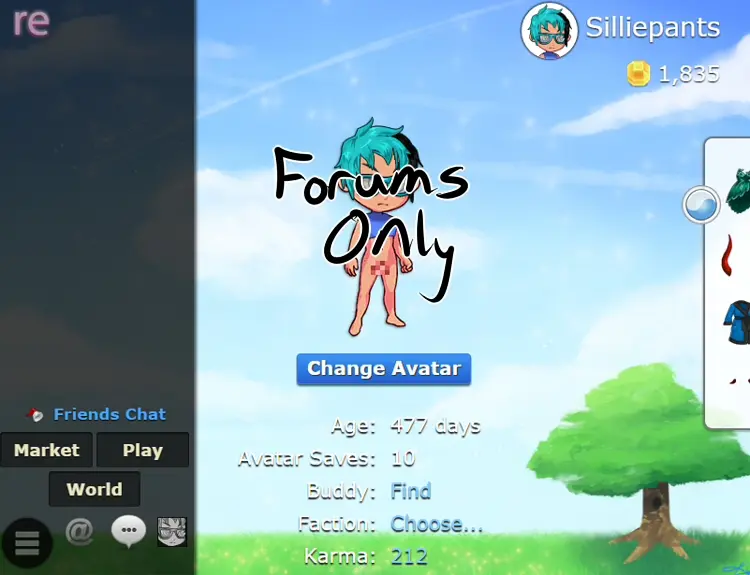 re
Silliepants
1,835
Forums
Only
Change Avatar
Age: 477 days
Avatar Saves: 10
Buddy: Find
Faction: Choose...
Karma: 212
Friends Chat
Market
Play
World
@